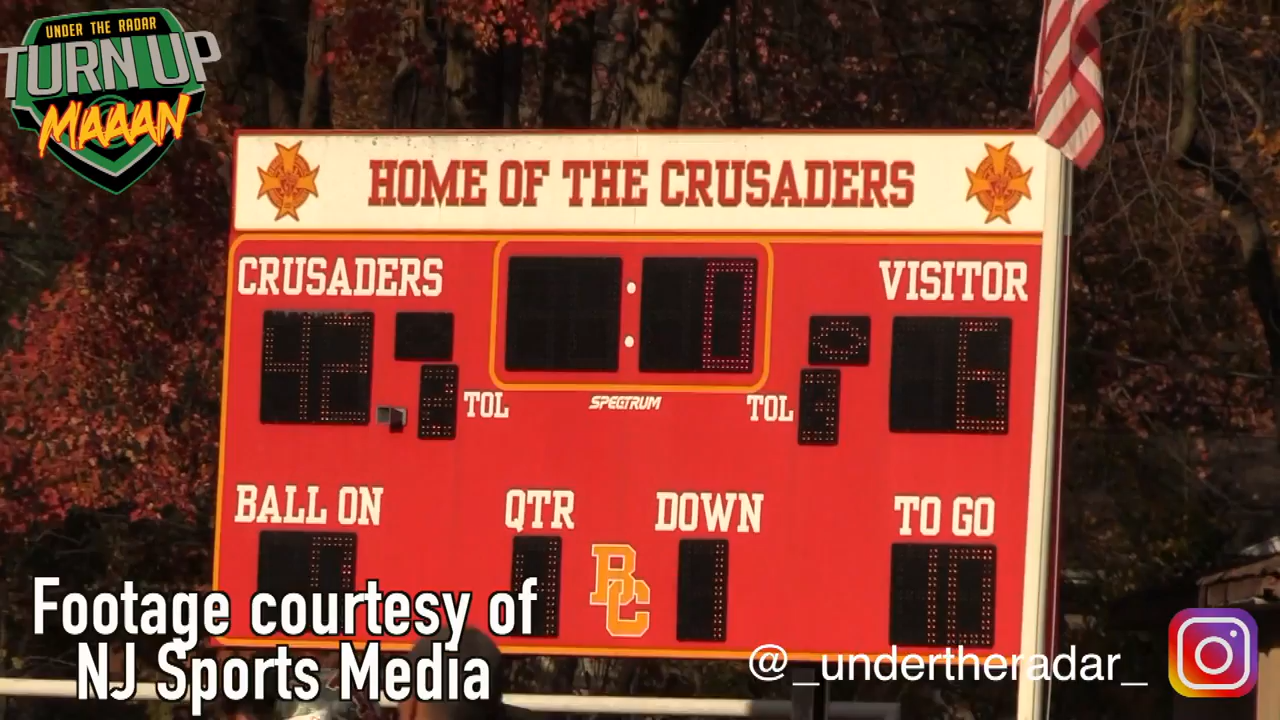 UNDER THE RADAR
TURN UP
MAAAN
HOME OF THE CRUSADERS
CRUSADERS
VISITOR
42
0
6
TOL
SPECTRUM
TOL
BALL ON
QTR
DOWN
TO GO
10
BC
Footage courtesy of
NJ Sports Media
@_undertheradar_